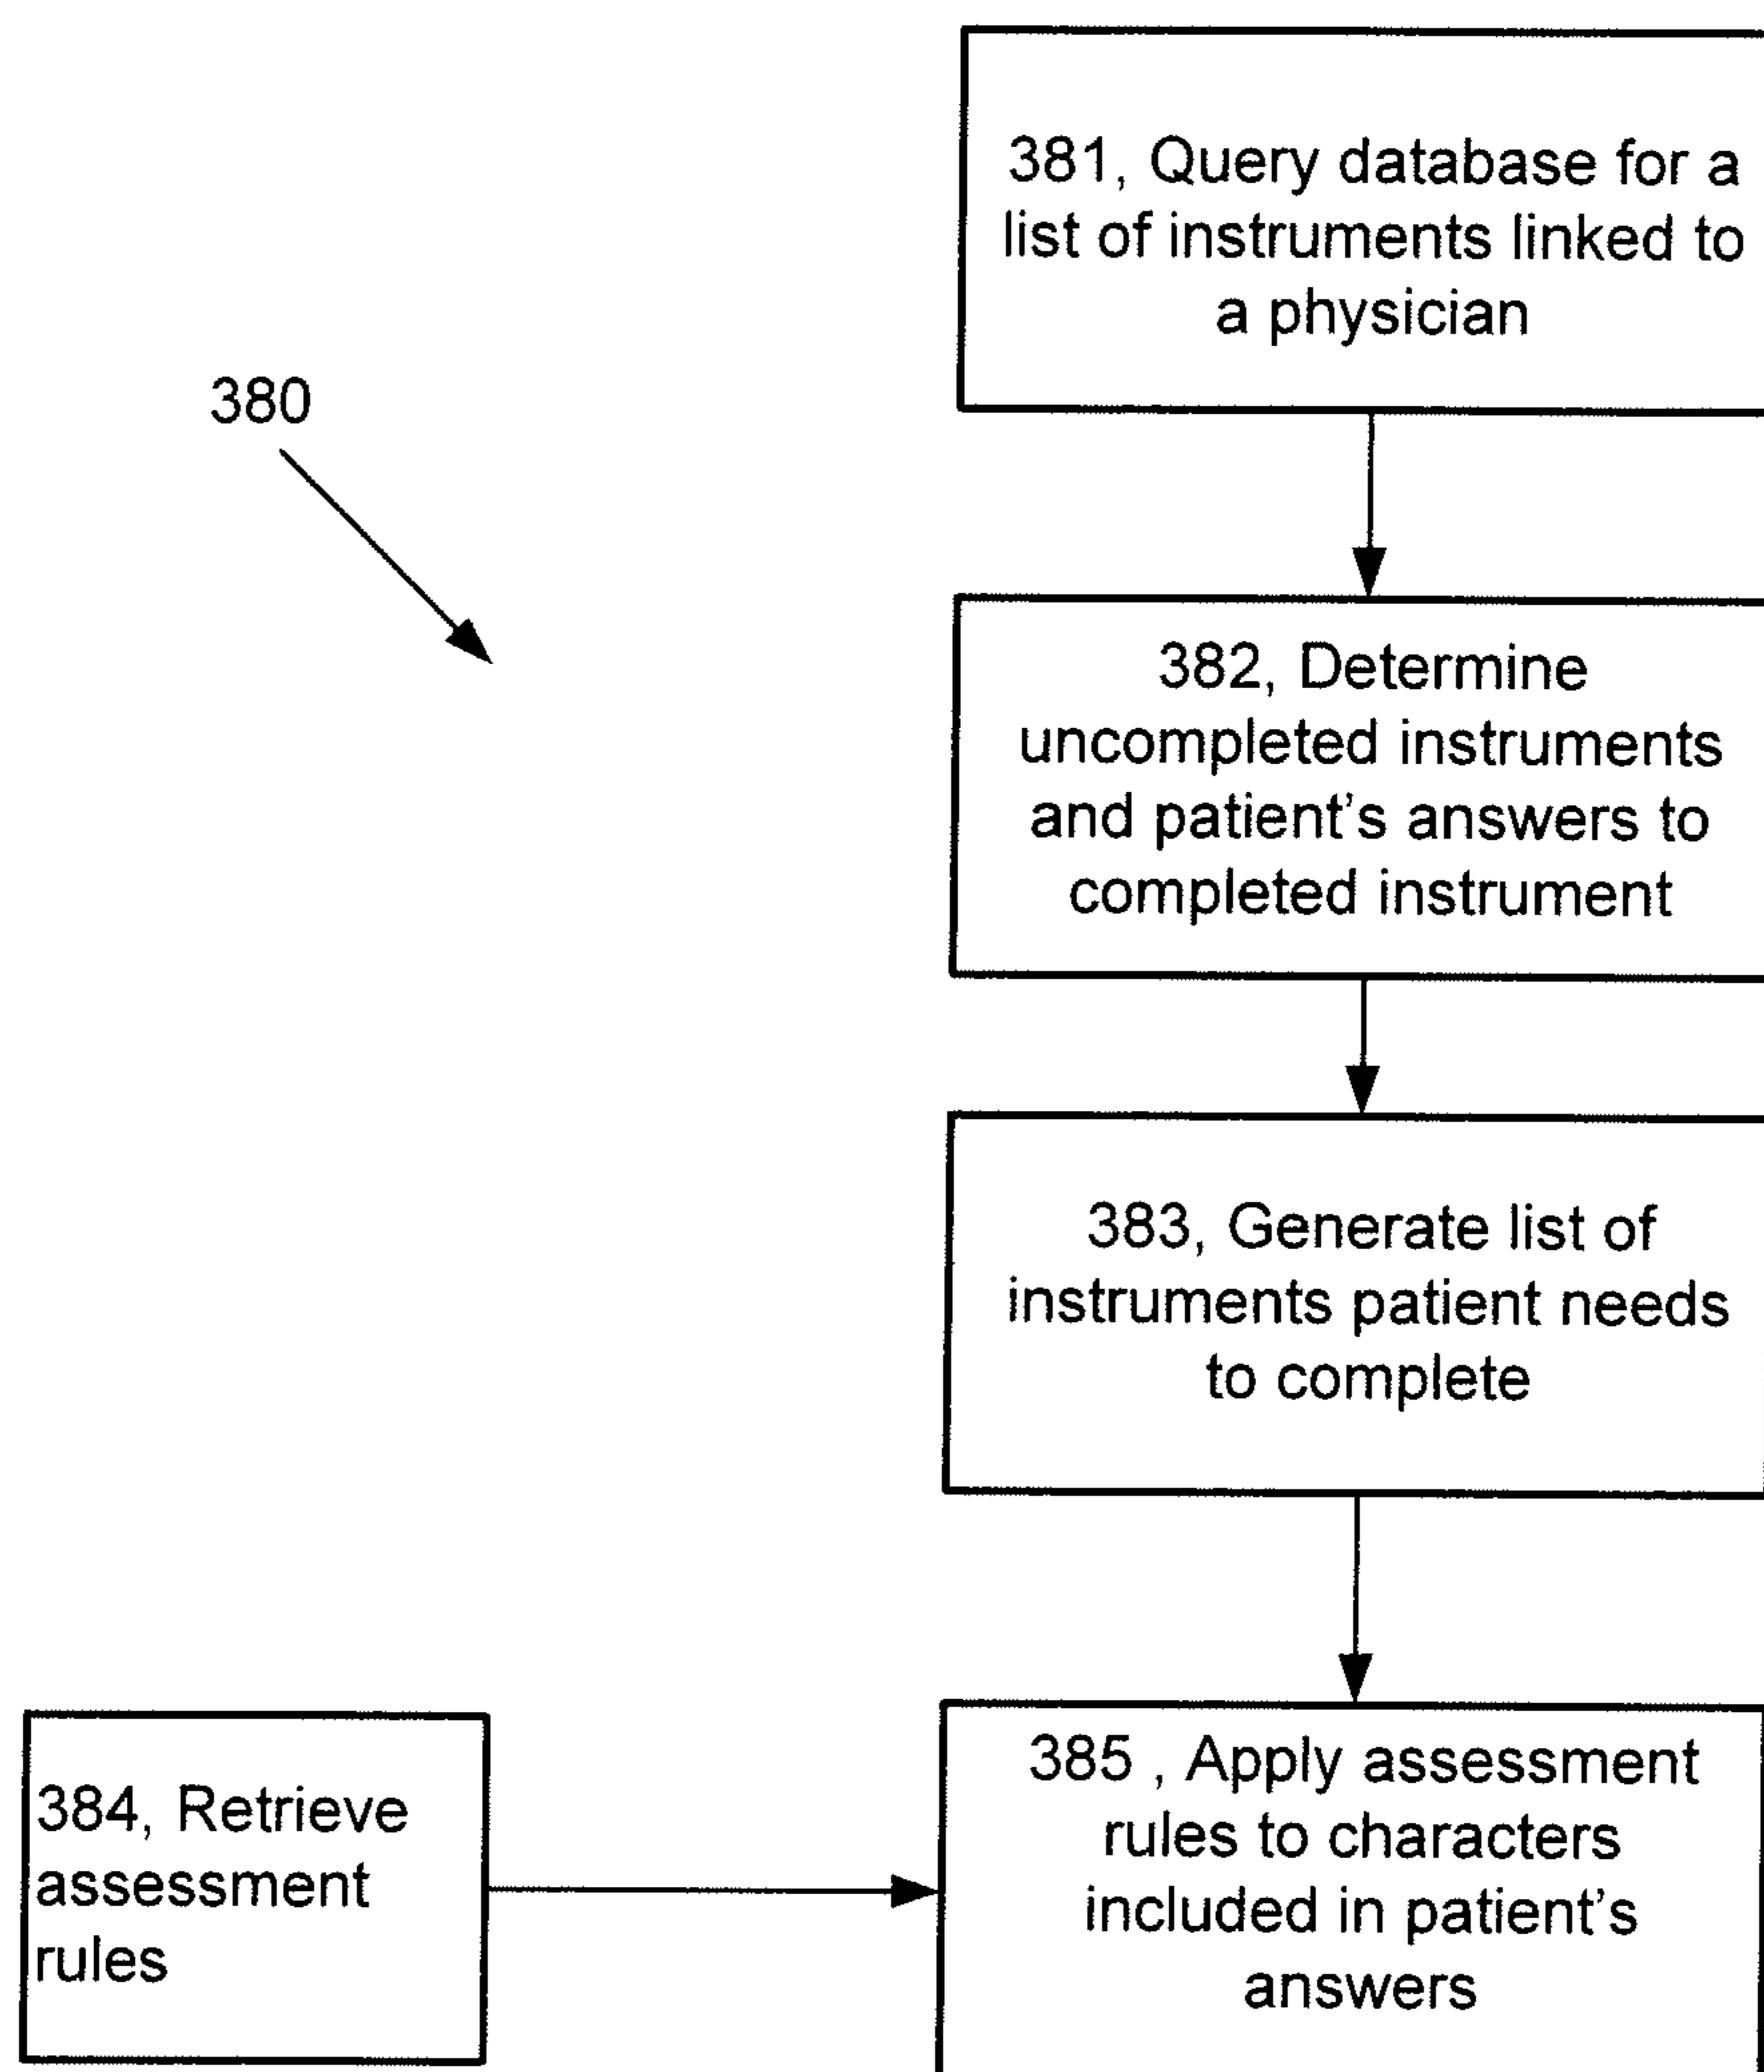 381, Query database for a
list of instruments linked to
a physician
380
382, Determine
uncompleted instruments
and patient's answers to
completed instrument
383, Generate list of
instruments patient needs
to complete
384, Retrieve
assessment
rules
385 , Apply assessment
rules to characters
included in patient's
answers